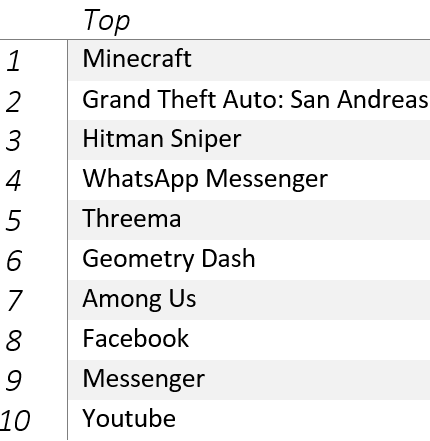 Top
1 Minecraft
2 Grand Theft Auto: San Andreas
3 Hitman Sniper
4 WhatsApp Messenger
5 Threema
6 Geometry Dash
7 Among Us
8 Facebook
9 Messenger
10 Youtube